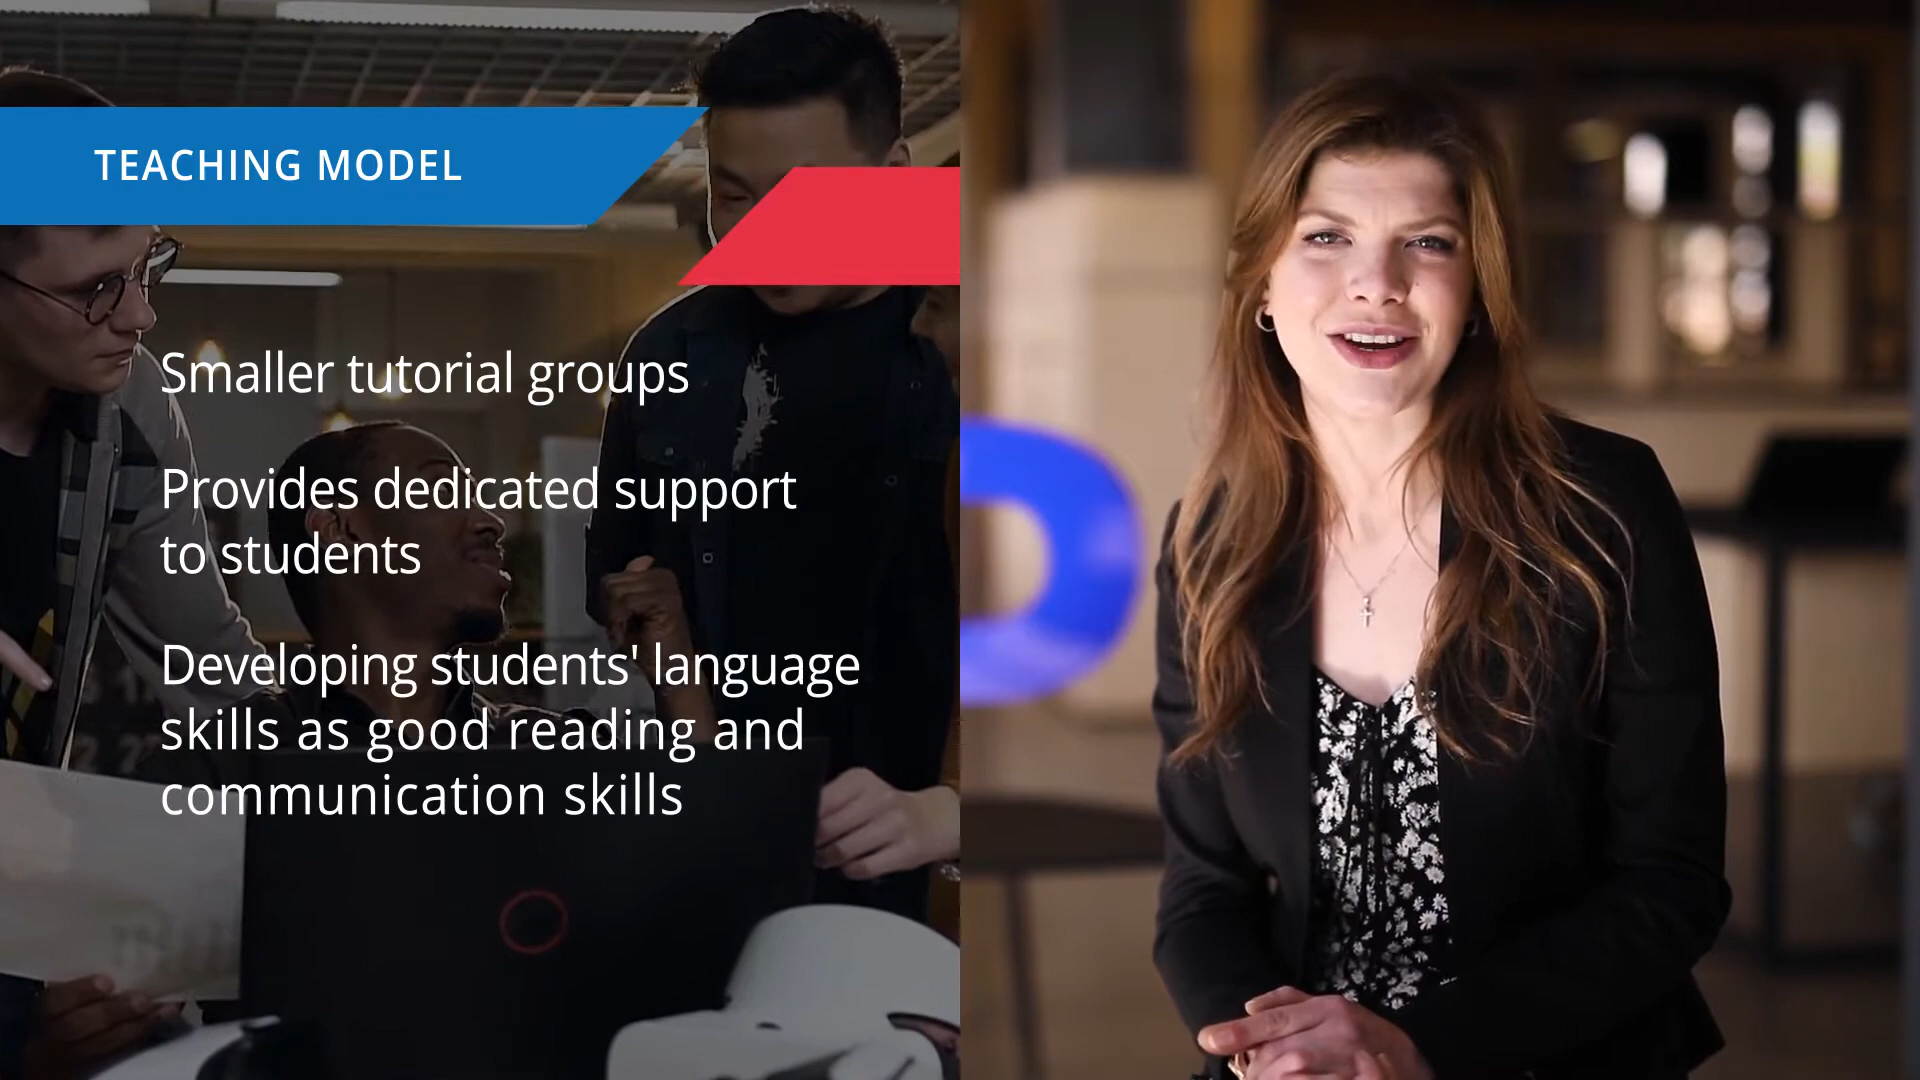 TEACHING MODEL
Smaller tutorial groups
Provides dedicated support
to students
Developing students' language
skills as good reading and
communication skills